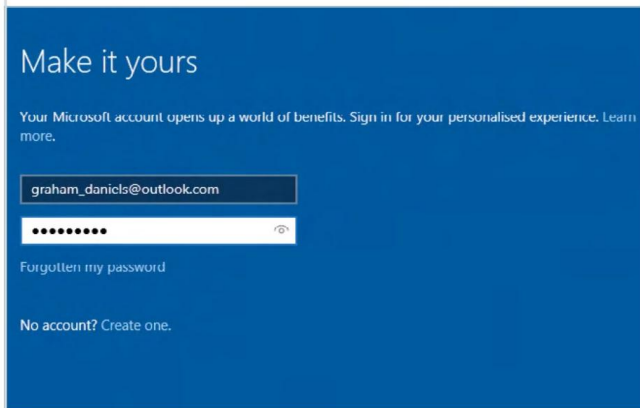 Make it yours
Your Microsoft account opens up a world of benefits. Sign in for your personalised experience. Learn
more.
graham_daniels@outlook.com
•••••••••
Forgotten my password
No account? Create one.